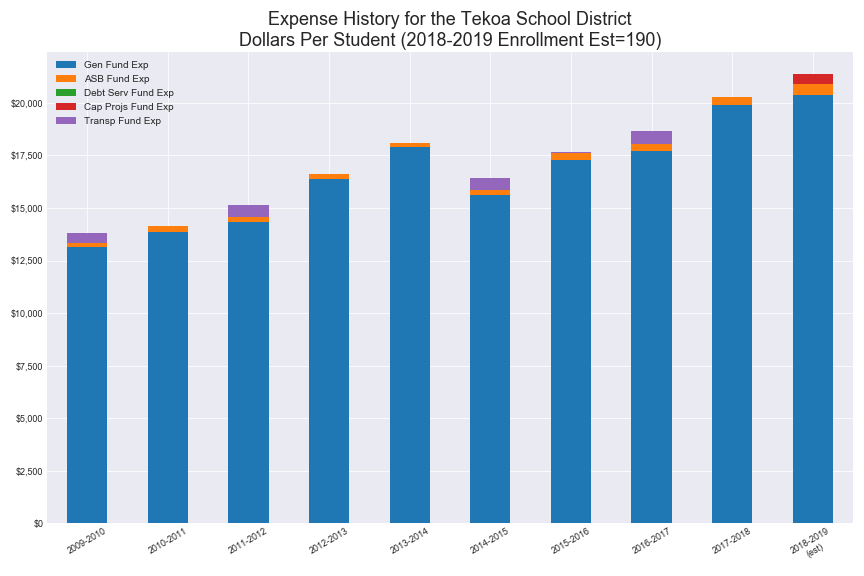 Expense History for the Tekoa School District
Dollars Per Student (2018-2019 Enrollment Est=190)
Gen Fund Exp
ASB Fund Exp
Debt Serv Fund Exp
Cap Projs Fund Exp
Transp Fund Exp
$20,000
$17,500
$15,000
$12,500
$10,000
$7,500
$5,000
$2,500
$0
2009-2010
2010-2011
2011-2012
2012-2013
2013-2014
2014-2015
2015-2016
2016-2017
2017-2018
2018-2019
(est)